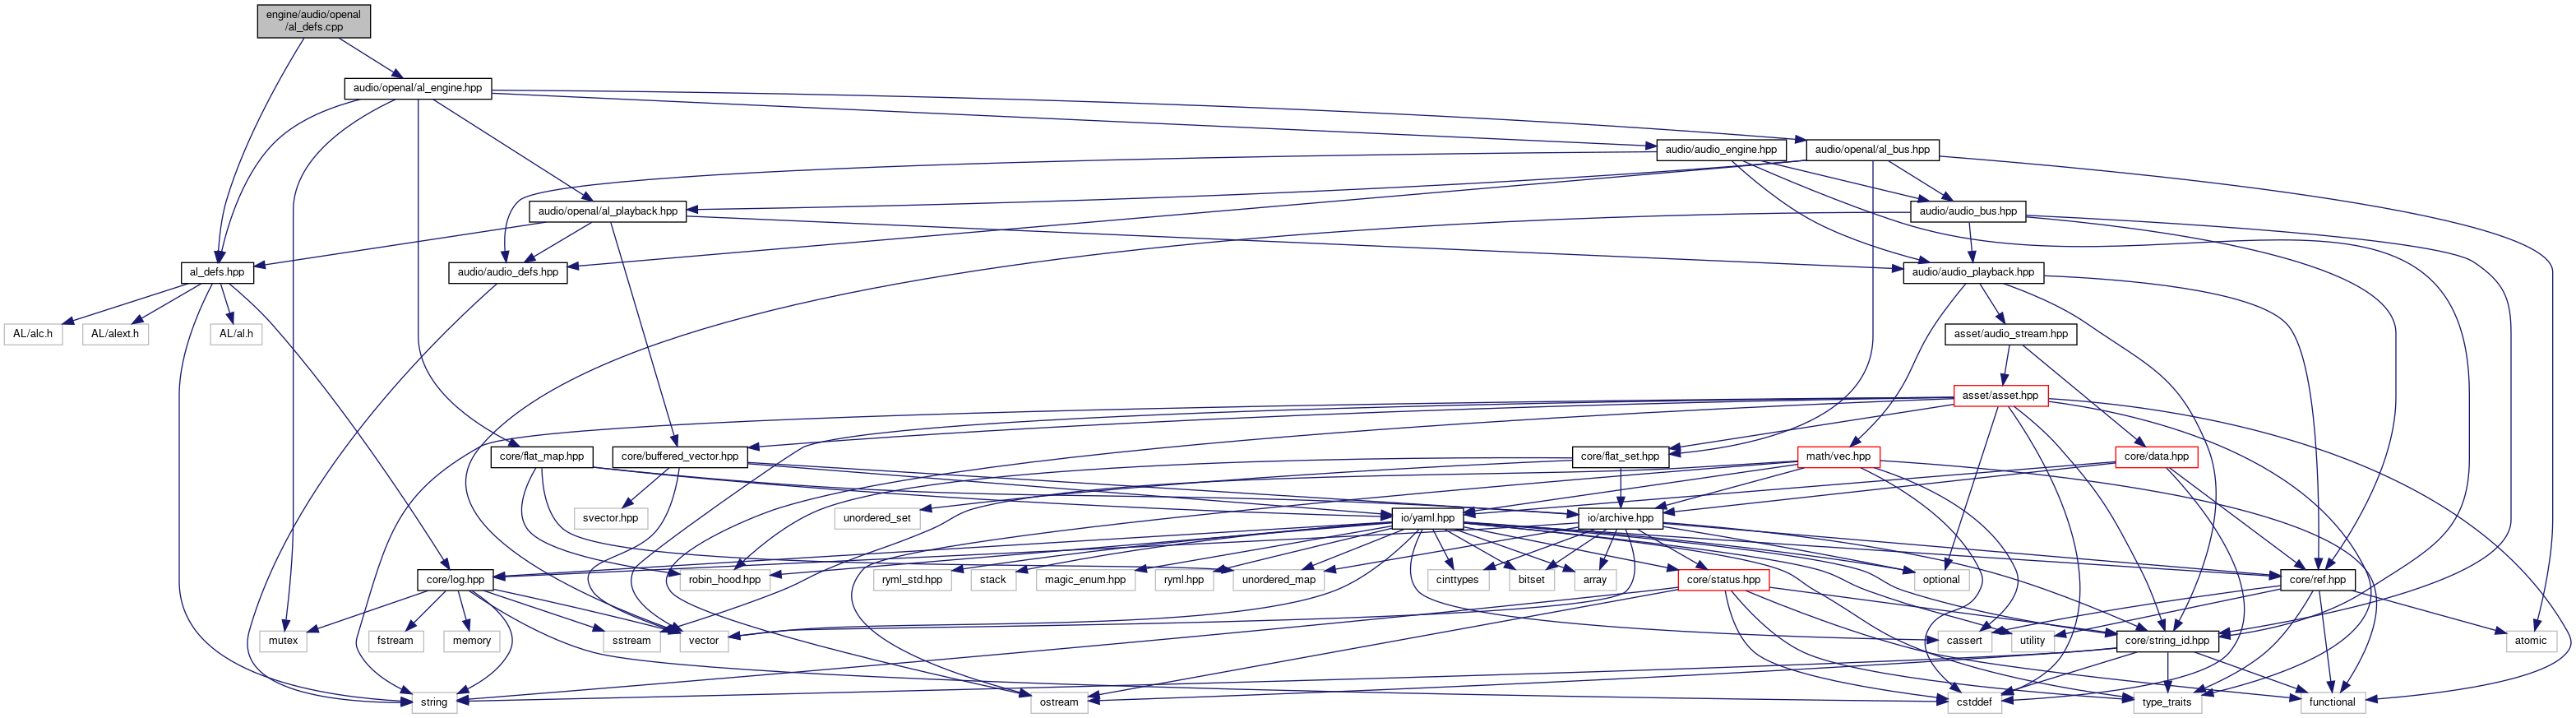 engine/audio/openal
/al_defs.cpp
audio/openal/al_engine.hpp
audio/audio_engine.hpp
audio/openal/al_bus.hpp
audio/openal/al_playback.hpp
audio/audio_bus.hpp
al_defs.hpp
audio/audio_defs.hpp
audio/audio_playback.hpp
AL/alc.h
AL/alext.h
AL/al.h
asset/audio_stream.hpp
asset/asset.hpp
core/flat_map.hpp
core/buffered_vector.hpp
core/flat_set.hpp
math/vec.hpp
core/data.hpp
svector.hpp
unordered_set
io/yaml.hpp
io/archive.hpp
core/log.hpp
robin_hood.hpp
ryml_std.hpp
stack
magic_enum.hpp
ryml.hpp
unordered_map
cinttypes
bitset
array
core/status.hpp
optional
core/ref.hpp
mutex
fstream
memory
sstream
vector
cassert
utility
core/string_id.hpp
atomic
string
ostream
cstddef
type_traits
functional